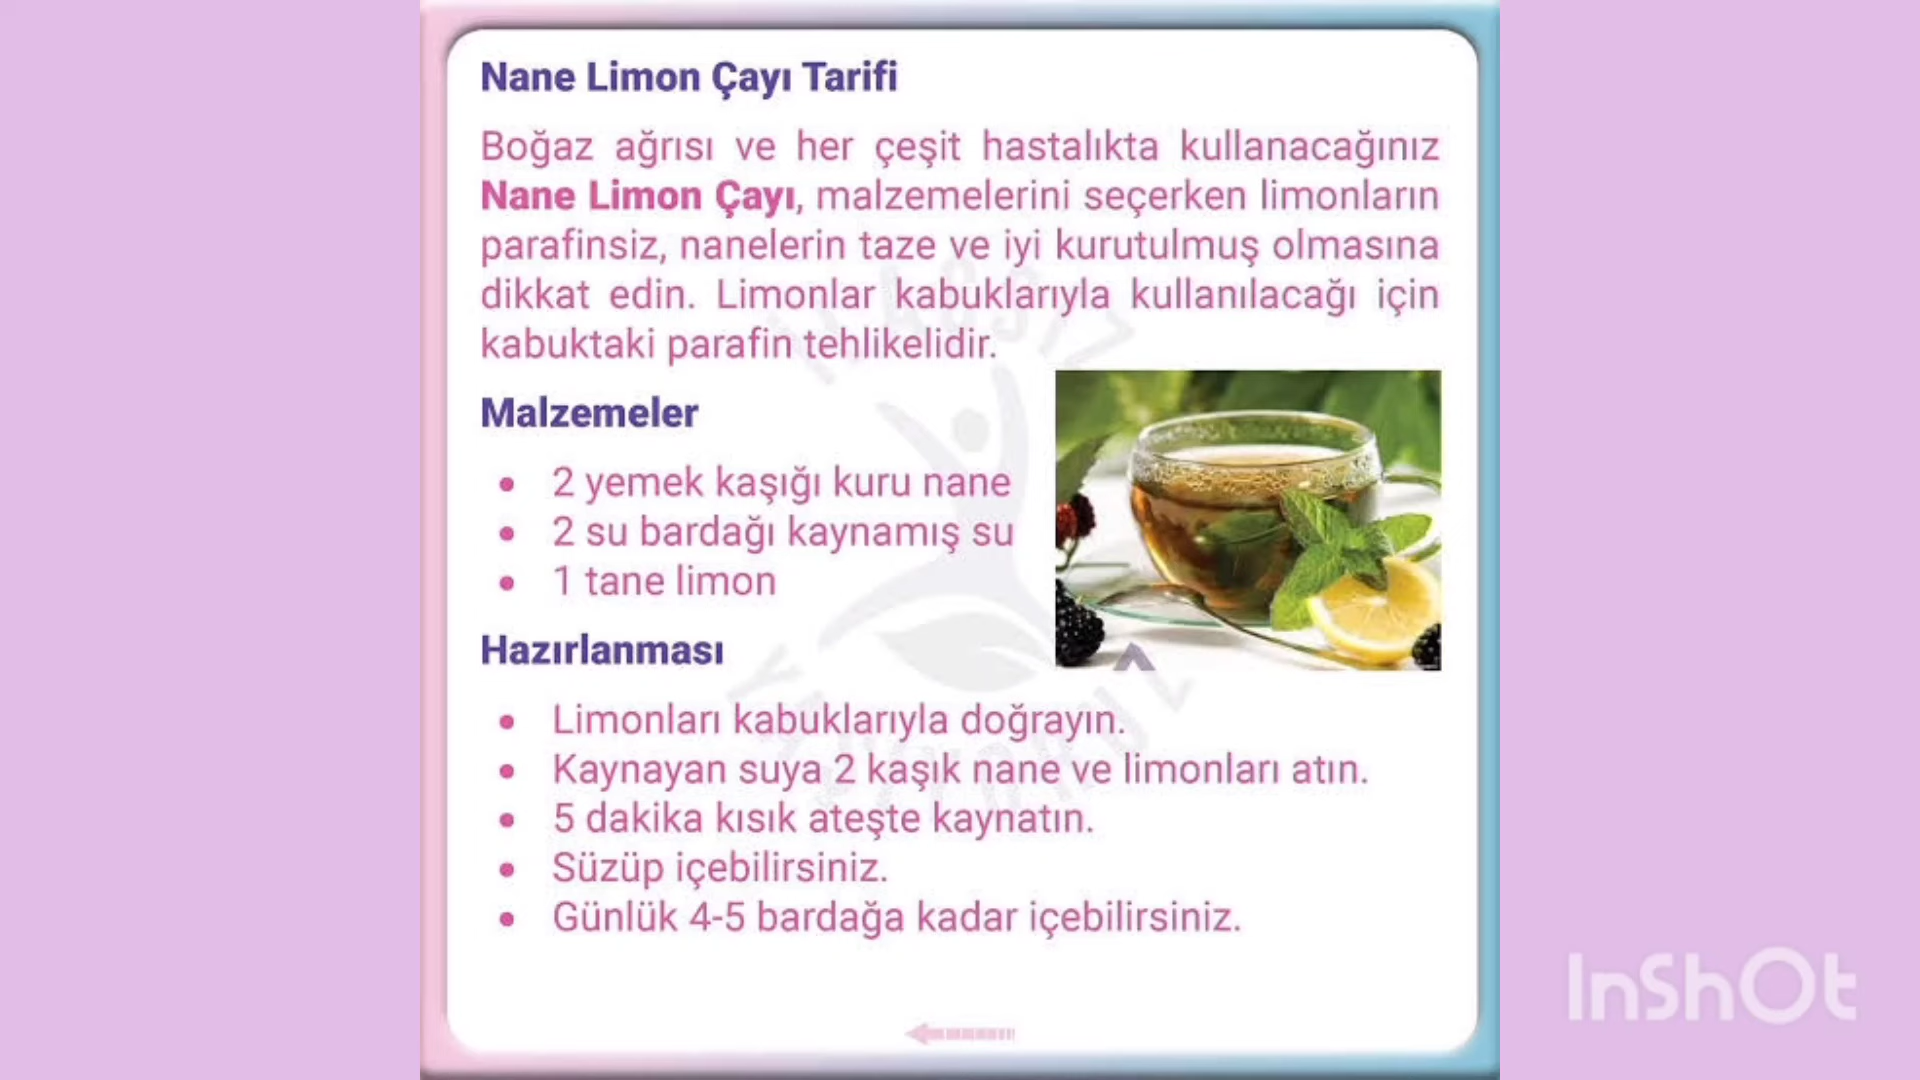 Nane Limon Çayı Tarifi
Boğaz ağrısı ve her çeşit hastalıkta kullanacağınız
Nane Limon Çayı, malzemelerini seçerken limonların
parafinsiz, nanelerin taze ve iyi kurutulmuş olmasına
dikkat edin. Limonlar kabuklarıyla kullanılacağı için
kabuktaki parafin tehlikelidir.
Malzemeler
• 2 yemek kaşığı kuru nane
• 2 su bardağı kaynamış su
• 1 tane limon
Hazırlanması
• Limonları kabuklarıyla doğrayın.
• Kaynayan suya 2 kaşık nane ve limonları atın.
• 5 dakika kısık ateşte kaynatın.
• Süzüp içebilirsiniz.
• Günlük 4-5 bardağa kadar içebilirsiniz.
InShOt